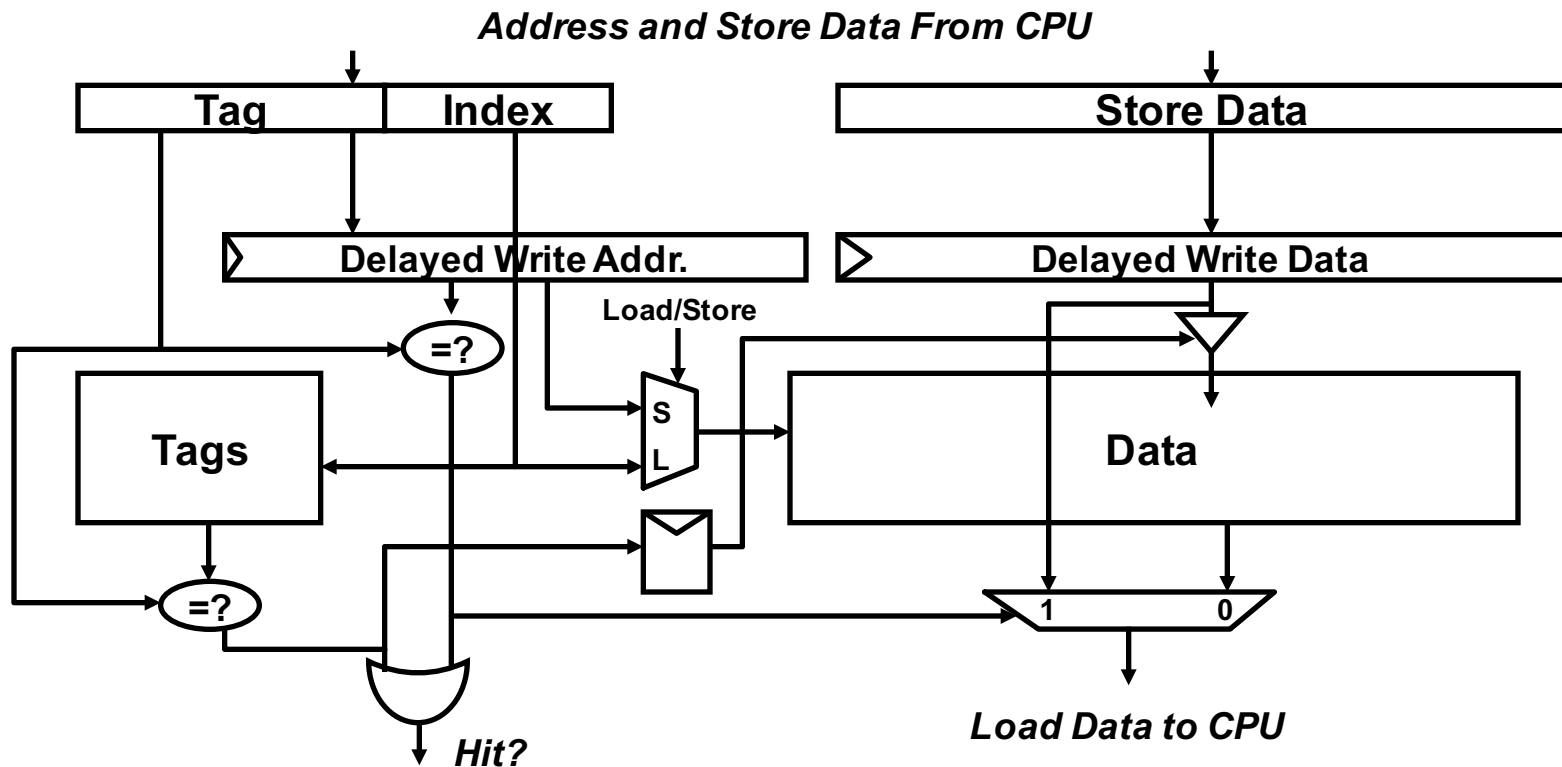 Address and Store Data From CPU
Tag
Index
Store Data
Delayed Write Addr.
Delayed Write Data
Load/Store
=?
S
L
Tags
Data
=?
1
0
Load Data to CPU
Hit?